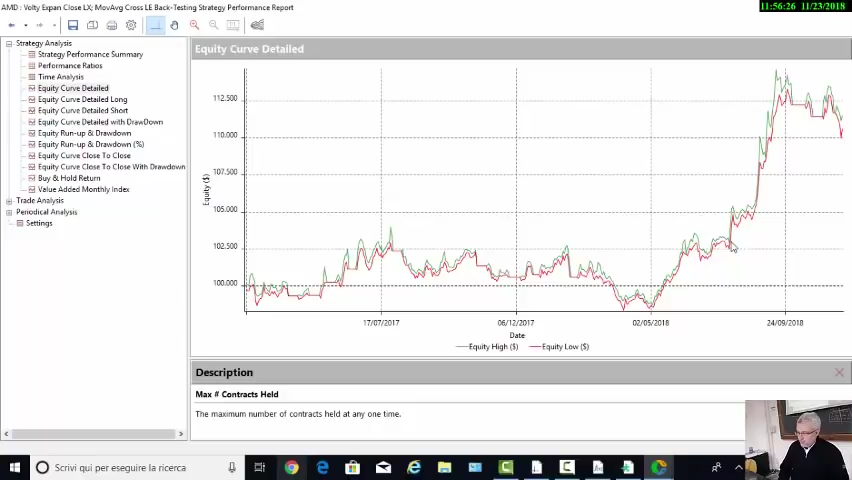 AMD : Volty Expan Close LX; MovAvg Cross LE Back-Testing Strategy Performance Report
11:56:26 11/23/2018
Strategy Analysis
Strategy Performance Summary
Performance Ratios
Time Analysis
Equity Curve Detailed
Equity Curve Detailed Long
Equity Curve Detailed Short
Equity Curve Detailed with DrawDown
Equity Run-up & Drawdown
Equity Run-up & Drawdown (%)
Equity Curve Close To Close
Equity Curve Close To Close With Drawdown
Buy & Hold Return
Value Added Monthly Index
Trade Analysis
Periodical Analysis
Settings
Equity Curve Detailed
Equity ($)
112.500
110.000
107.500
105.000
102.500
100.000
17/07/2017
06/12/2017
02/05/2018
24/09/2018
Date
Equity High ($)
Equity Low ($)
Description
Max # Contracts Held
The maximum number of contracts held at any one time.
Scrivi qui per eseguire la ricerca